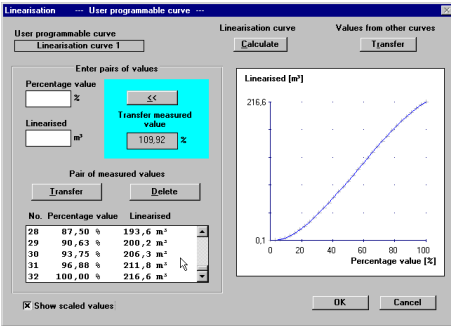 Linearisation --- User programmable curve ---
User programmable curve
Linearisation curve 1
Linearisation curve
Calculate
Values from other curves
Transfer
Enter pairs of values
Percentage value
%
Linearised
m³
<<
Transfer measured
value
109,92 %
Pair of measured values
Transfer Delete
No. Percentage value Linearised
28 87,50 % 193,6 m³
29 90,63 % 200,2 m³
30 93,75 % 206,3 m³
31 96,88 % 211,8 m³
32 100,00 % 216,6 m³
Show scaled values
Linearised [m³]
216,6
0,1
0 20 40 60 80 100
Percentage value [%]
OK Cancel